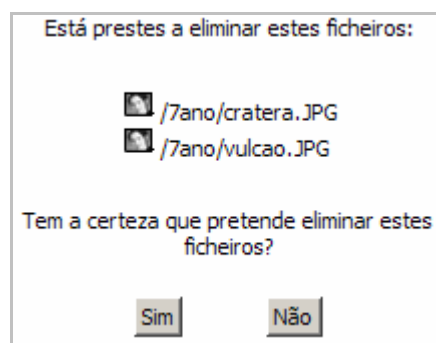 Está prestes a eliminar estes ficheiros:
/7ano/cratera.JPG
/7ano/vulcao.JPG
Tem a certeza que pretende eliminar estes
ficheiros?
Sim Não